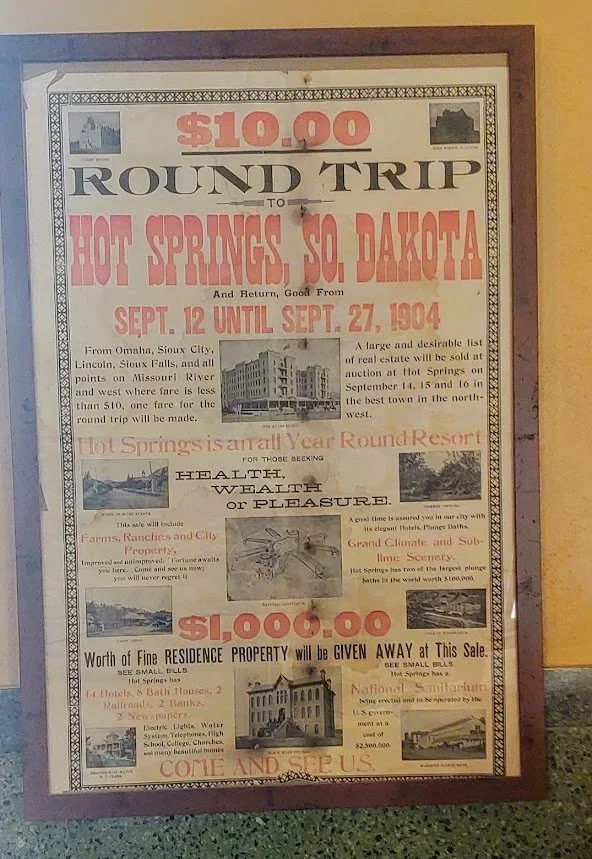 $10.00
ROUND TRIP
TO
HOT SPRINGS, SO. DAKOTA
And Return, Good From
SEPT. 12 UNTIL SEPT. 27, 1904
From Omaha, Sioux City,
Lincoln, Sioux Falls, and all
points on Missouri River
and west where fare is less
than $10, one fare for the
round trip will be made.
A large and desirable list
of real estate will be sold at
auction at Hot Springs on
September 14, 15 and 16 in
the best town in the north-
west.
Hot Springs is an all Year Round Resort
FOR THOSE SEEKING
HEALTH,
WEALTH
or PLEASURE.
This sale will include
Farms, Ranches and City
Property,
Improved and unimproved. Fortune awaits
you here. Come and see us now;
you will never regret it.
A good time is assured you in our city with
its elegant Hotels, Plunge Baths,
Grand Climate and Sub-
lime Scenery.
Hot Springs has two of the largest plunge
baths in the world worth $100,000.
NATIONAL SANITARIUM
$1,000.00
Worth of Fine RESIDENCE PROPERTY will be GIVEN AWAY at This Sale.
SEE SMALL BILLS.
Hot Springs has
14 Hotels, 8 Bath Houses, 2
Railroads, 2 Banks,
2 Newspapers.
Electric Lights, Water
System, Telephones, High
School, College, Churches,
and many beautiful homes
SEE SMALL BILLS.
Hot Springs has a
National Sanitarium
being erected and to be operated by the
U. S. govern-
ment at a
cost of
$2,500,000.
BLACK HILLS COLLEGE
COME AND SEE US.